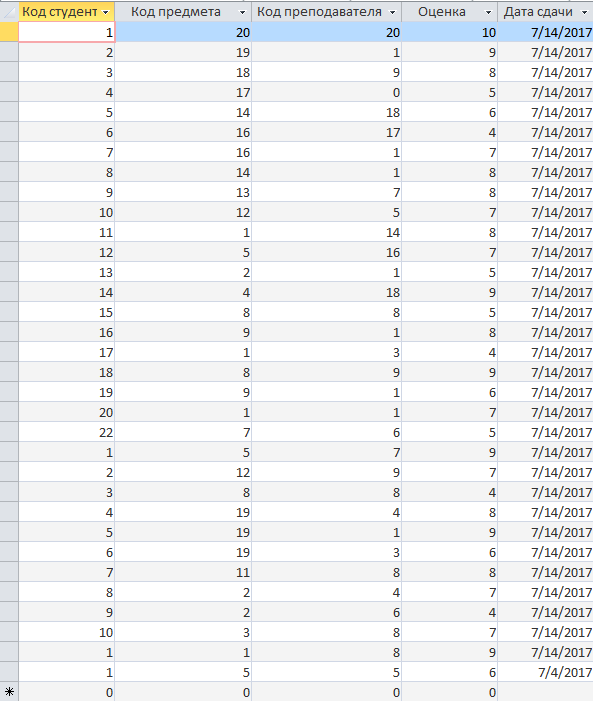 Код студент Код предмета Код преподавателя Оценка Дата сдачи
1 20 20 10 7/14/2017
2 19 1 9 7/14/2017
3 18 9 8 7/14/2017
4 17 0 5 7/14/2017
5 14 18 6 7/14/2017
6 16 17 4 7/14/2017
7 16 1 7 7/14/2017
8 14 1 8 7/14/2017
9 13 7 8 7/14/2017
10 12 5 7 7/14/2017
11 1 14 8 7/14/2017
12 5 16 7 7/14/2017
13 2 1 5 7/14/2017
14 4 18 9 7/14/2017
15 8 8 5 7/14/2017
16 9 1 8 7/14/2017
17 1 3 4 7/14/2017
18 8 9 9 7/14/2017
19 9 1 6 7/14/2017
20 1 1 7 7/14/2017
22 7 6 5 7/14/2017
1 5 7 9 7/14/2017
2 12 9 7 7/14/2017
3 8 8 4 7/14/2017
4 19 4 8 7/14/2017
5 19 1 9 7/14/2017
6 19 3 6 7/14/2017
7 11 8 8 7/14/2017
8 2 4 7 7/14/2017
9 2 6 4 7/14/2017
10 3 8 7 7/14/2017
1 1 8 9 7/14/2017
1 5 5 6 7/4/2017
0 0 0 0